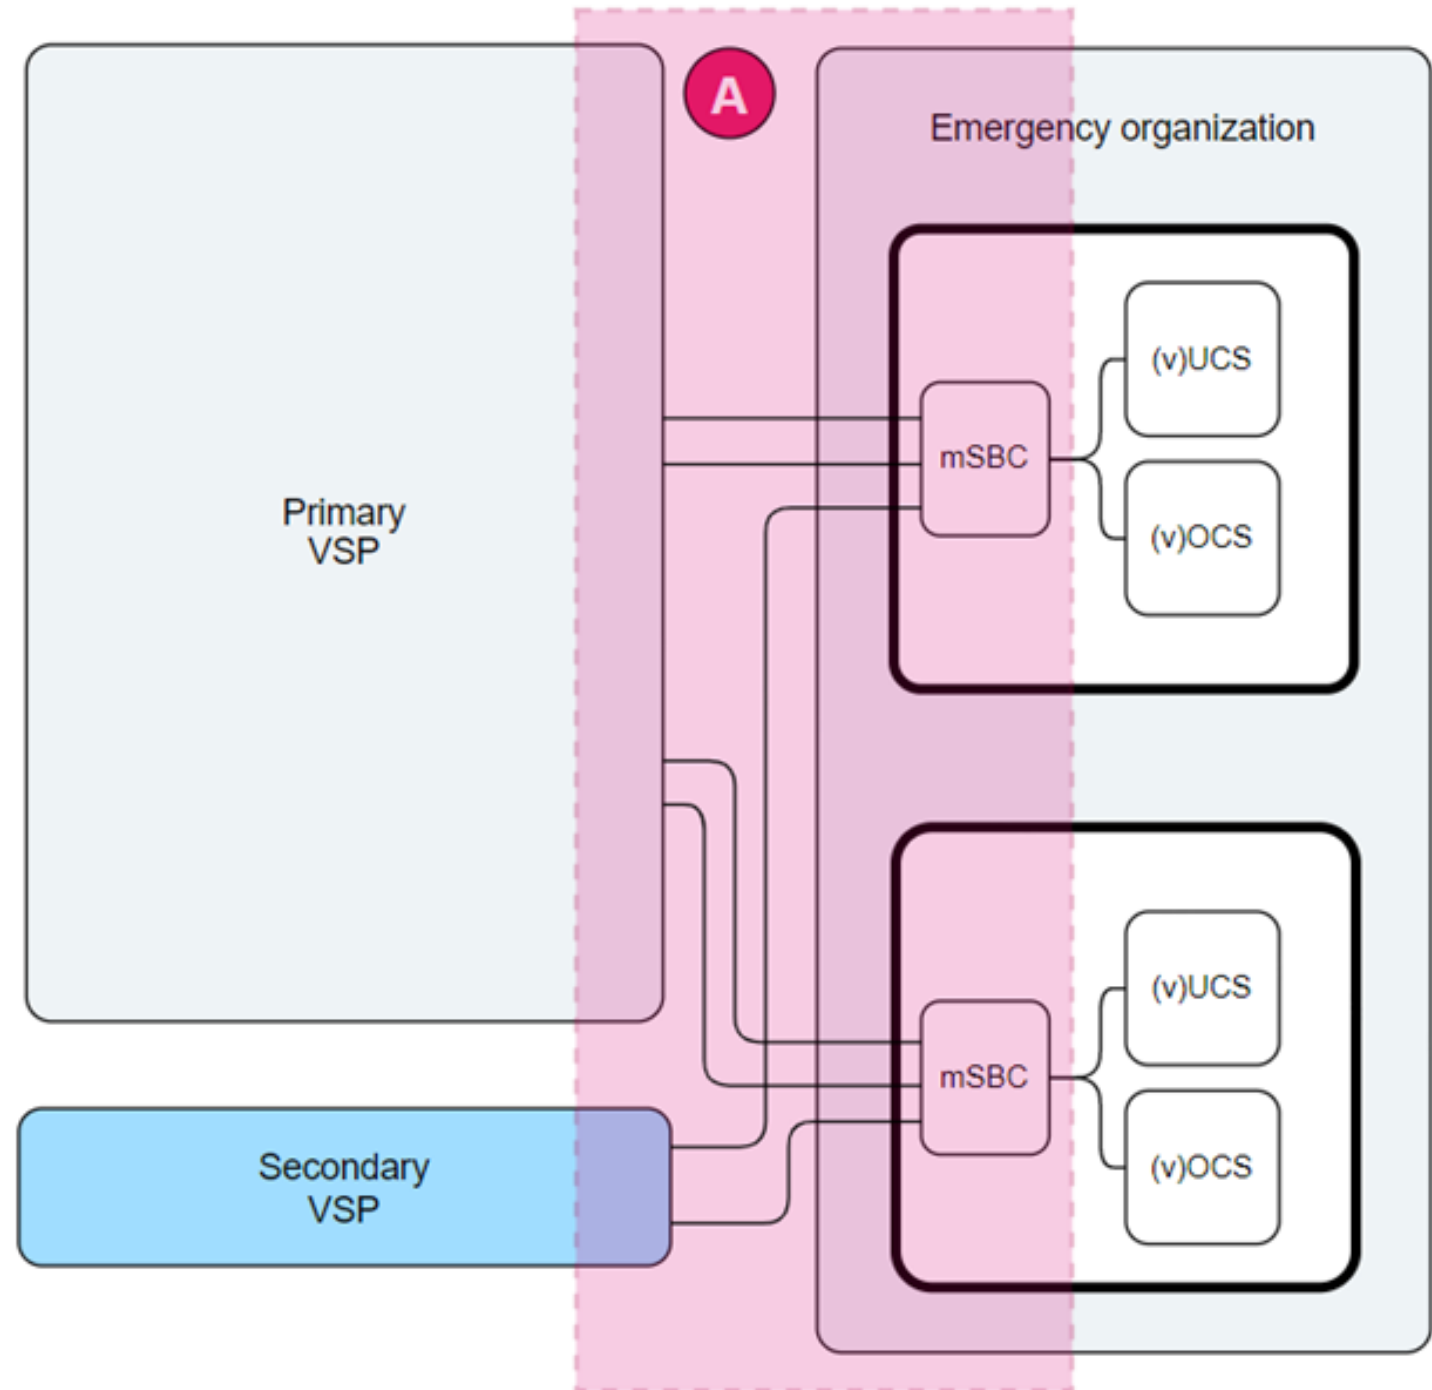 A
Emergency organization
(v)UCS
mSBC
(v)OCS
Primary
VSP
(v)UCS
mSBC
(v)OCS
Secondary
VSP